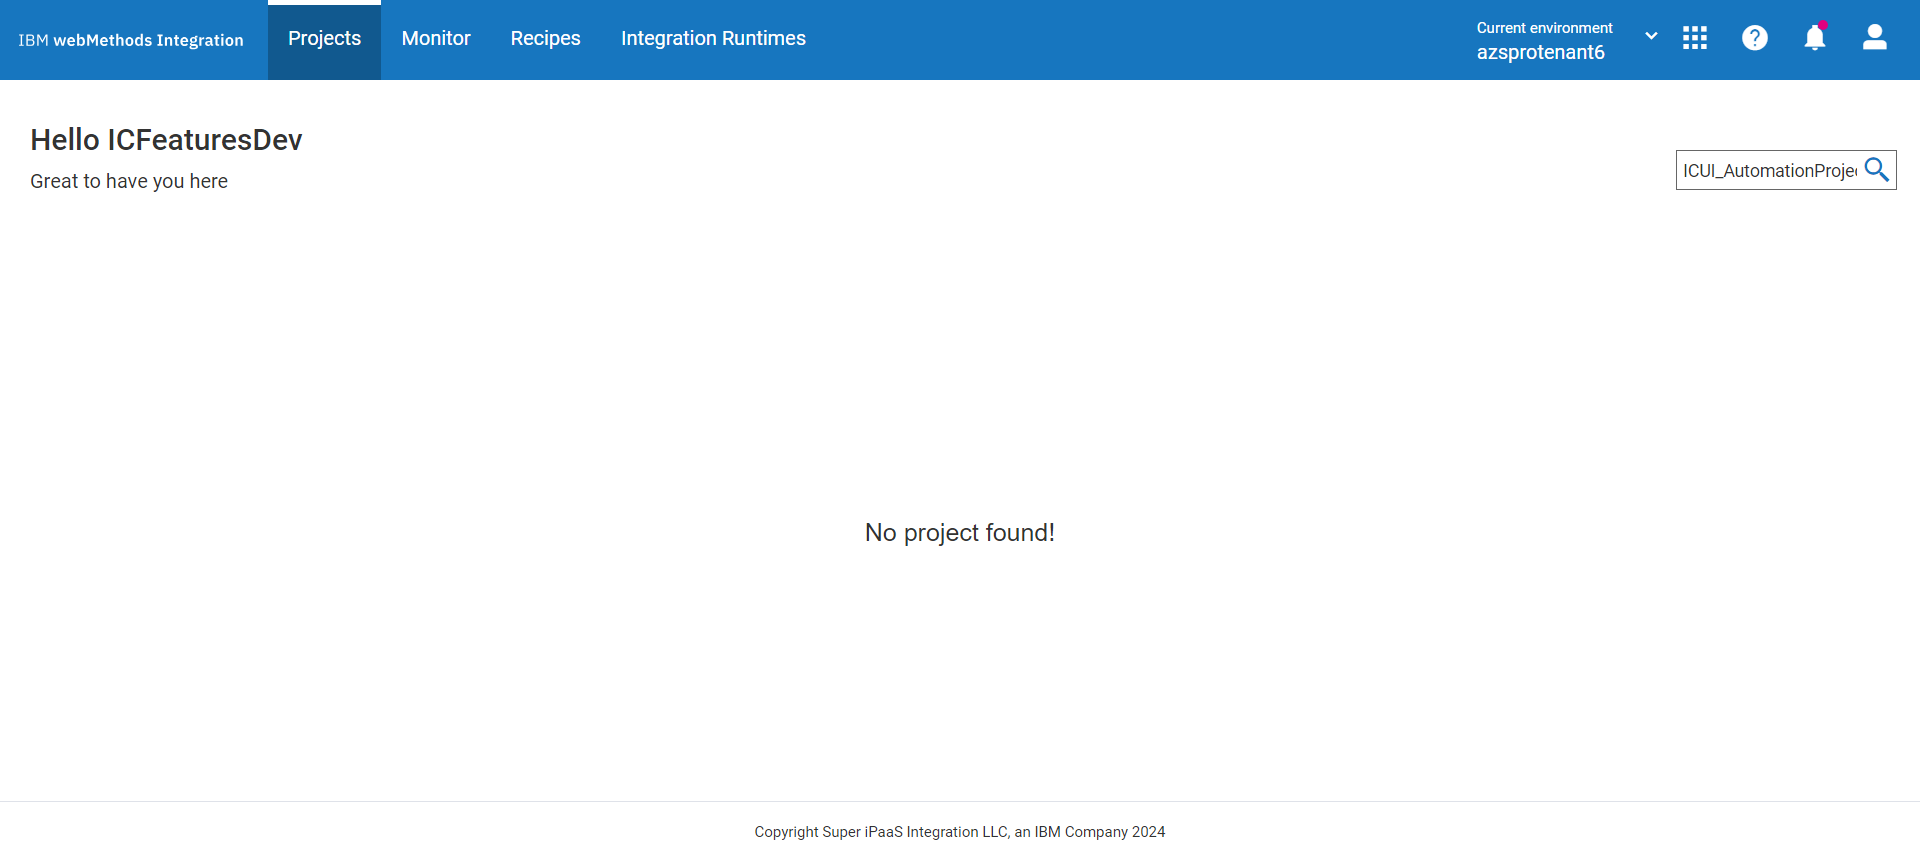 IBM webMethods Integration
Projects
Monitor
Recipes
Integration Runtimes
Current environment
azsprotenant6
Hello ICFeaturesDev
Great to have you here
ICUI_AutomationProjec
No project found!
Copyright Super iPaaS Integration LLC, an IBM Company 2024